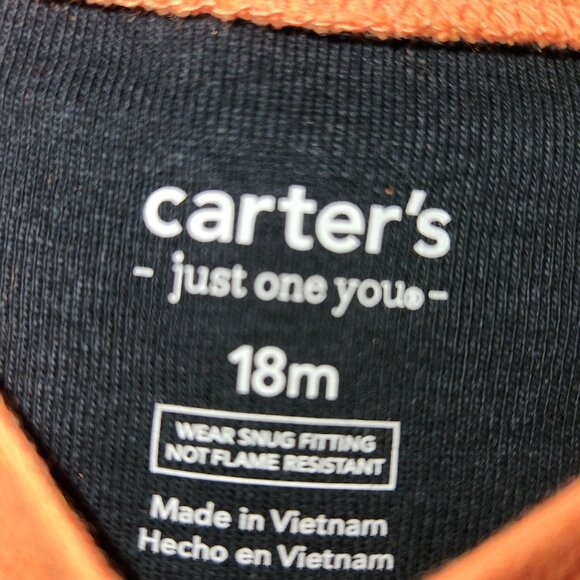 carter's
- just one you® -
18m
WEAR SNUG FITTING
NOT FLAME RESISTANT
Made in Vietnam
Hecho en Vietnam